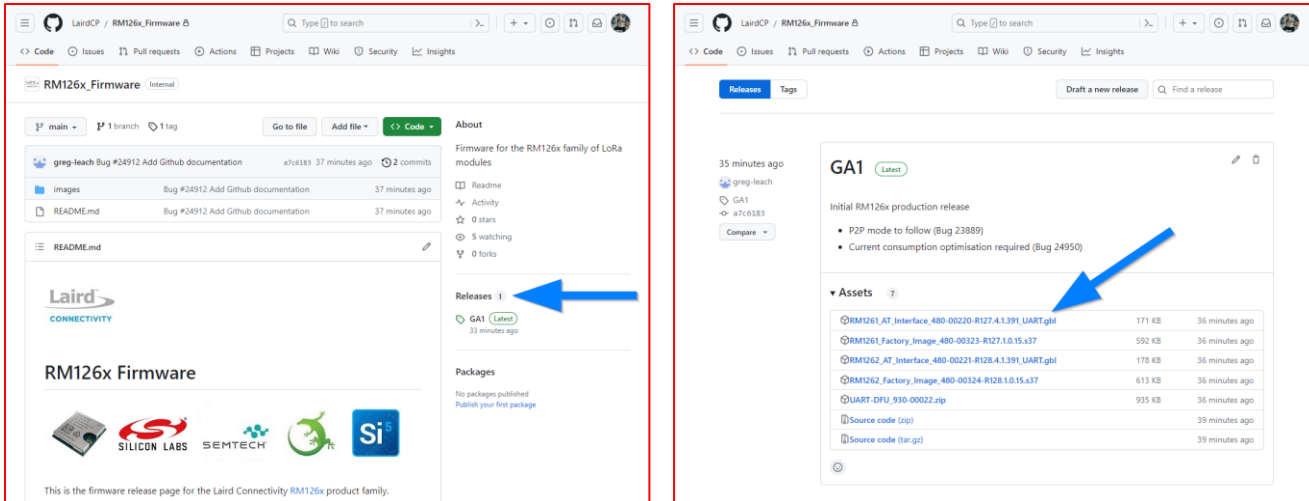 LairdCP / RM126x_Firmware
Type / to search
Code Issues Pull requests Actions Projects Wiki Security Insights
RM126x_Firmware Internal
main 1 branch 1 tag Go to file Add file Code
greg-leach Bug #24912 Add Github documentation a7c6183 37 minutes ago 2 commits
images Bug #24912 Add Github documentation 37 minutes ago
README.md Bug #24912 Add Github documentation 37 minutes ago
README.md
Laird
CONNECTIVITY
RM126x Firmware
SILICON LABS SEMTECH Si5
This is the firmware release page for the Laird Connectivity RM126x product family.
About
Firmware for the RM126x family of LoRa
modules
Readme
Activity
0 stars
5 watching
0 forks
Releases 1
GA1 Latest
33 minutes ago
Packages
No packages published
Publish your first package
LairdCP / RM126x_Firmware
Type / to search
Code Issues Pull requests Actions Projects Wiki Security Insights
Releases Tags Draft a new release Find a release
35 minutes ago
greg-leach
GA1
a7c6183
Compare
GA1 Latest
Initial RM126x production release
• P2P mode to follow (Bug 23889)
• Current consumption optimisation required (Bug 24950)
Assets 7
RM1261_AT_Interface_480-00220-R127.4.1.391_UART.gbl 171 KB 36 minutes ago
RM1261_Factory_Image_480-00323-R127.1.0.15.s37 592 KB 36 minutes ago
RM1262_AT_Interface_480-00221-R128.4.1.391_UART.gbl 178 KB 36 minutes ago
RM1262_Factory_Image_480-00324-R128.1.0.15.s37 613 KB 36 minutes ago
UART-DFU_930-00022.zip 935 KB 36 minutes ago
Source code (zip) 39 minutes ago
Source code (tar.gz) 39 minutes ago